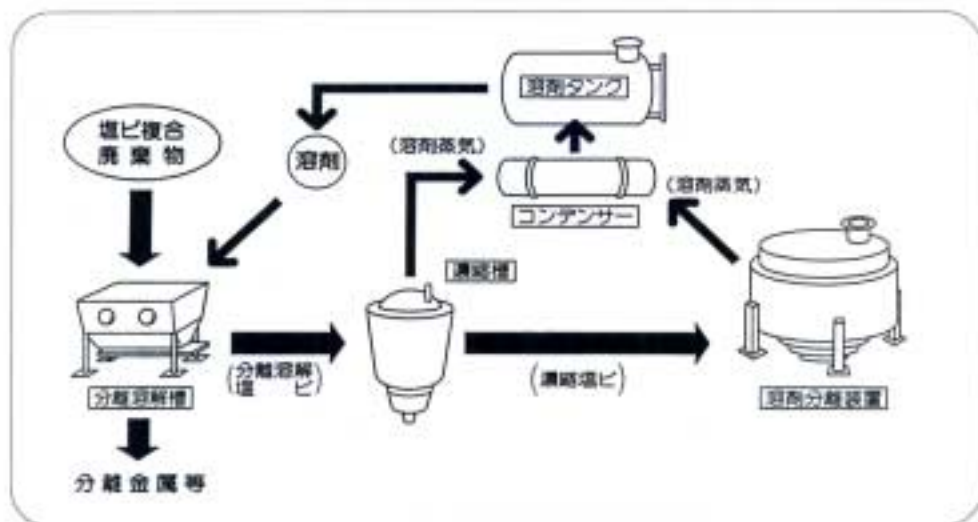 溶剤タンク
塩ビ複合
廃棄物
溶剤
(溶剤蒸気)
(溶剤蒸気)
コンデンサー
濃縮槽
(分離溶解
塩ビ)
(濃縮塩ビ)
分離溶解槽
溶剤分離装置
分離金属等